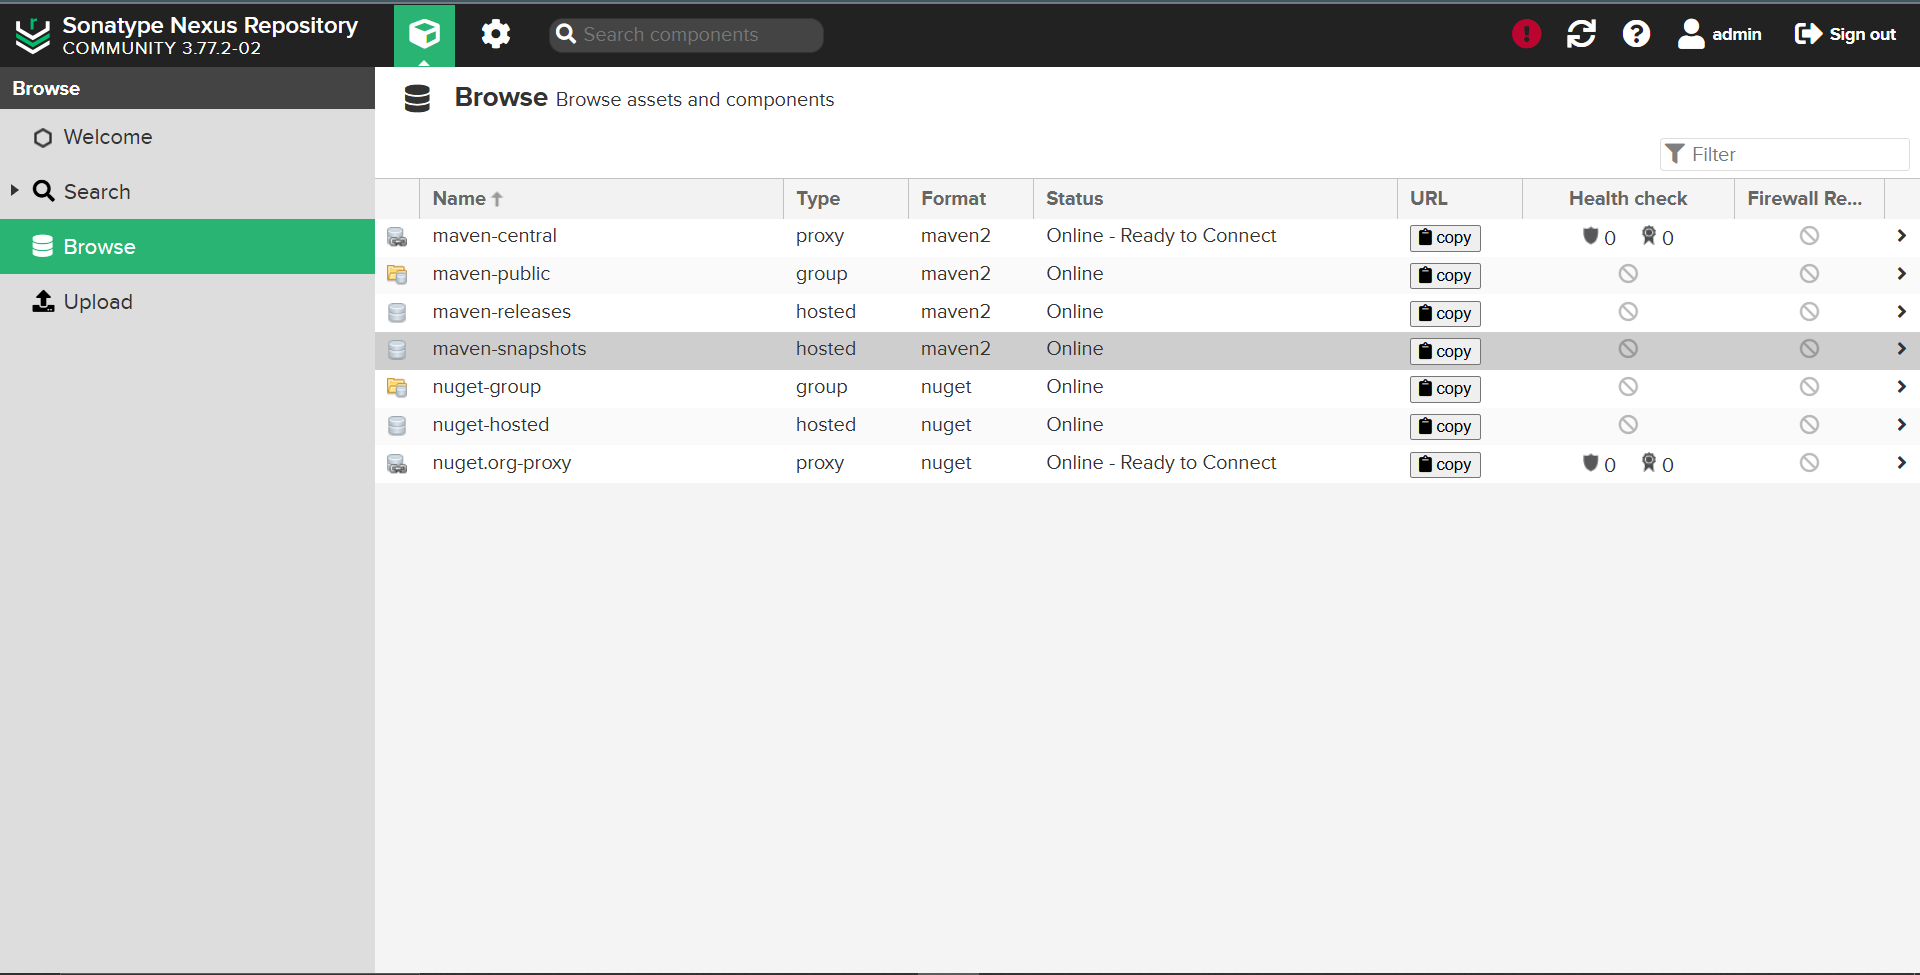 Sonatype Nexus Repository
COMMUNITY 3.77.2-02
Search components
admin
Sign out
Browse
Welcome
Search
Browse
Upload
Browse Browse assets and components
Filter
Name Type Format Status URL Health check Firewall Re...
maven-central proxy maven2 Online - Ready to Connect copy 0 0
maven-public group maven2 Online copy
maven-releases hosted maven2 Online copy
maven-snapshots hosted maven2 Online copy
nuget-group group nuget Online copy
nuget-hosted hosted nuget Online copy
nuget.org-proxy proxy nuget Online - Ready to Connect copy 0 0